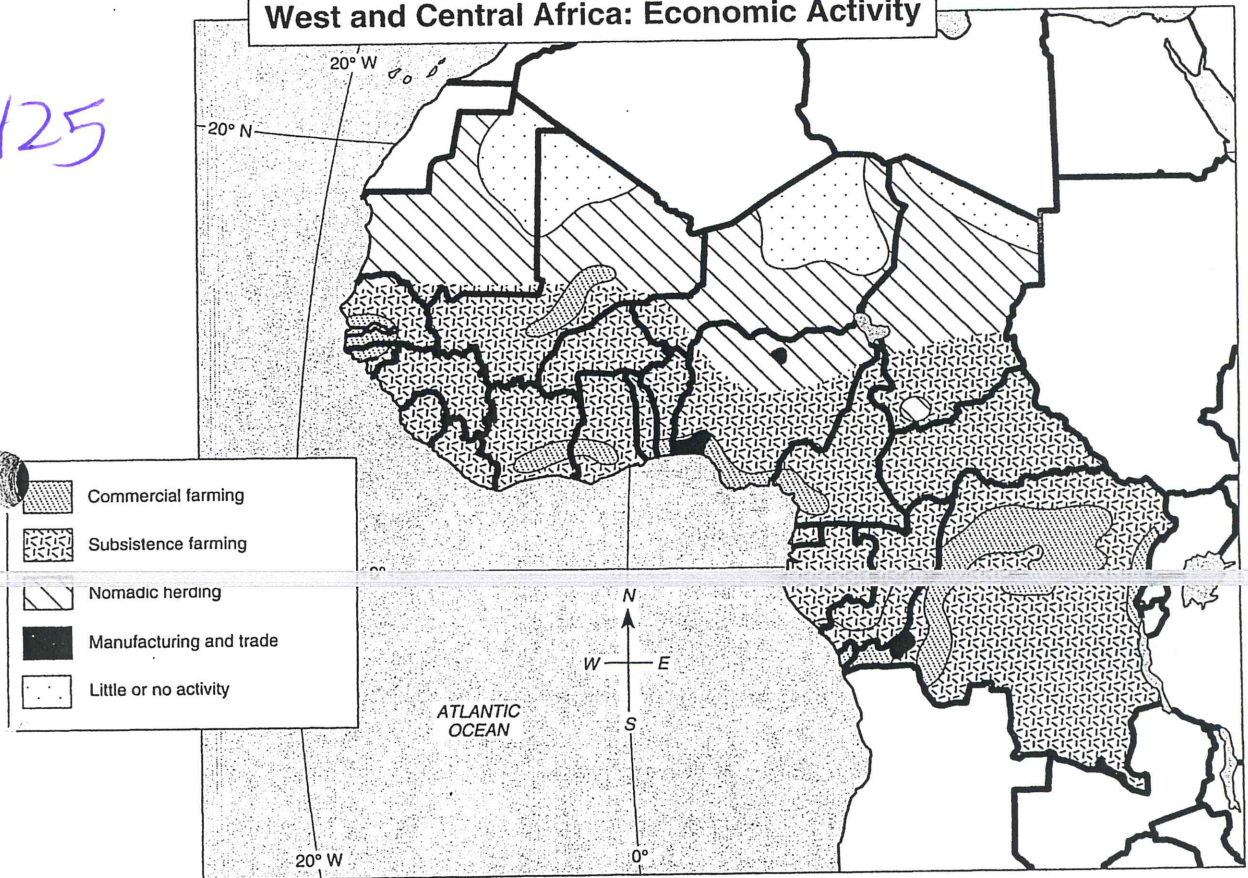 West and Central Africa: Economic Activity
20° W
125
20° N
Commercial farming
Subsistence farming
0°
Nomadic herding
Manufacturing and trade
Little or no activity
N
W
E
S
ATLANTIC
OCEAN
20° W
0°